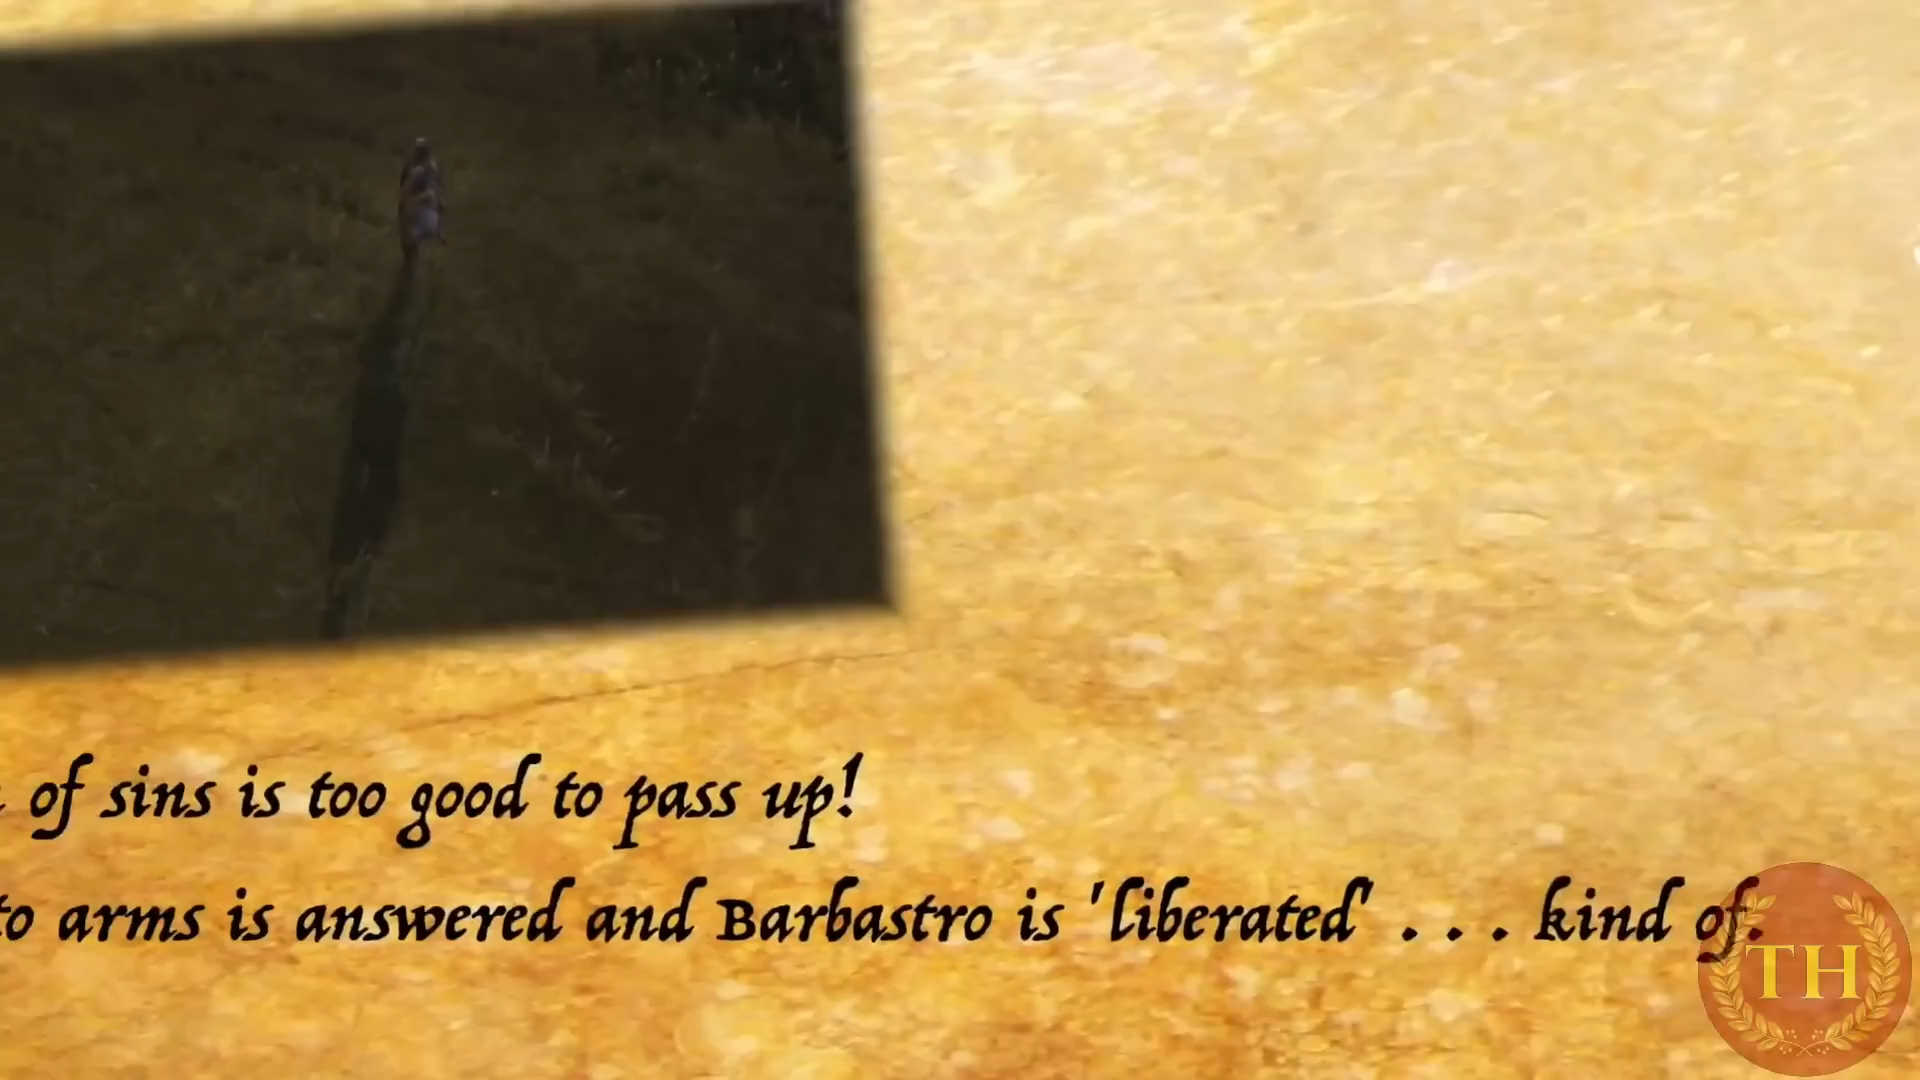 of sins is too good to pass up!
to arms is answered and Barbastro is 'liberated' . . . kind of.
TH